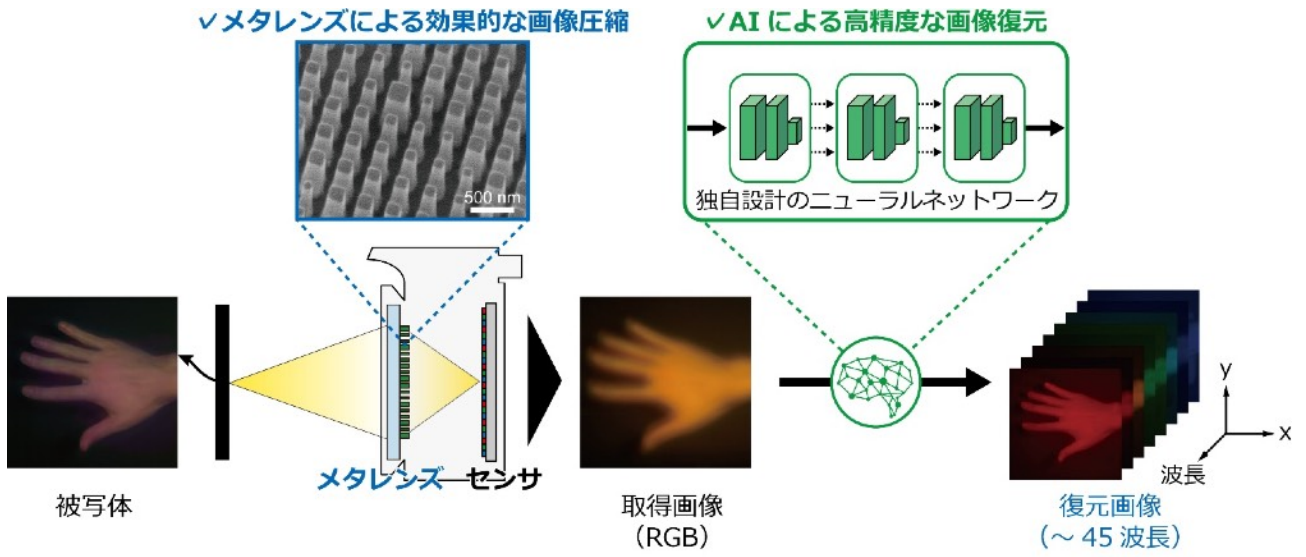 ✓メタレンズによる効果的な画像圧縮
✓AI による高精度な画像復元
500 nm
独自設計のニューラルネットワーク
メタレンズ
センサ
被写体
取得画像
(RGB)
y
x
波長
復元画像
(～ 45 波長)